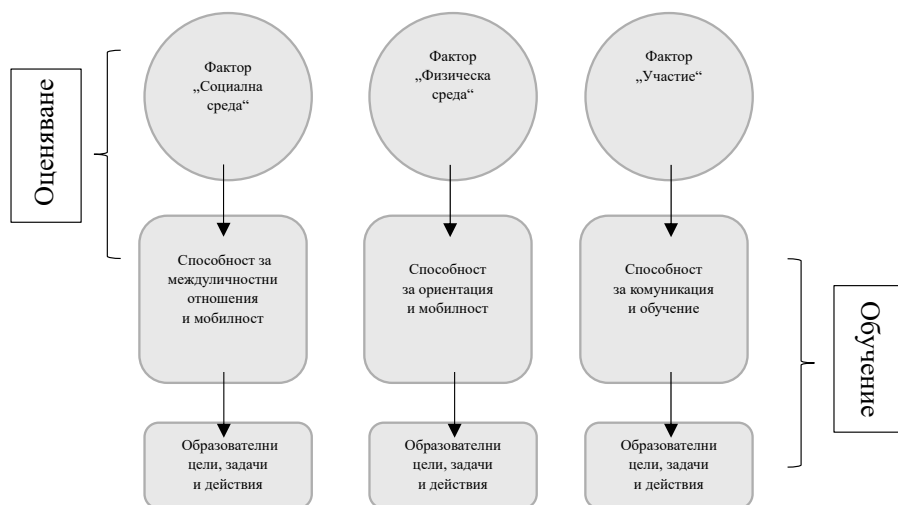 Оценяване
Фактор
„Социална
среда“
Фактор
„Физическа
среда“
Фактор
„Участие“
Способност за
междуличностни
отношения
и мобилност
Способност
за ориентация
и мобилност
Способност
за комуникация
и обучение
Обучение
Образователни
цели, задачи
и действия
Образователни
цели, задачи
и действия
Образователни
цели, задачи
и действия